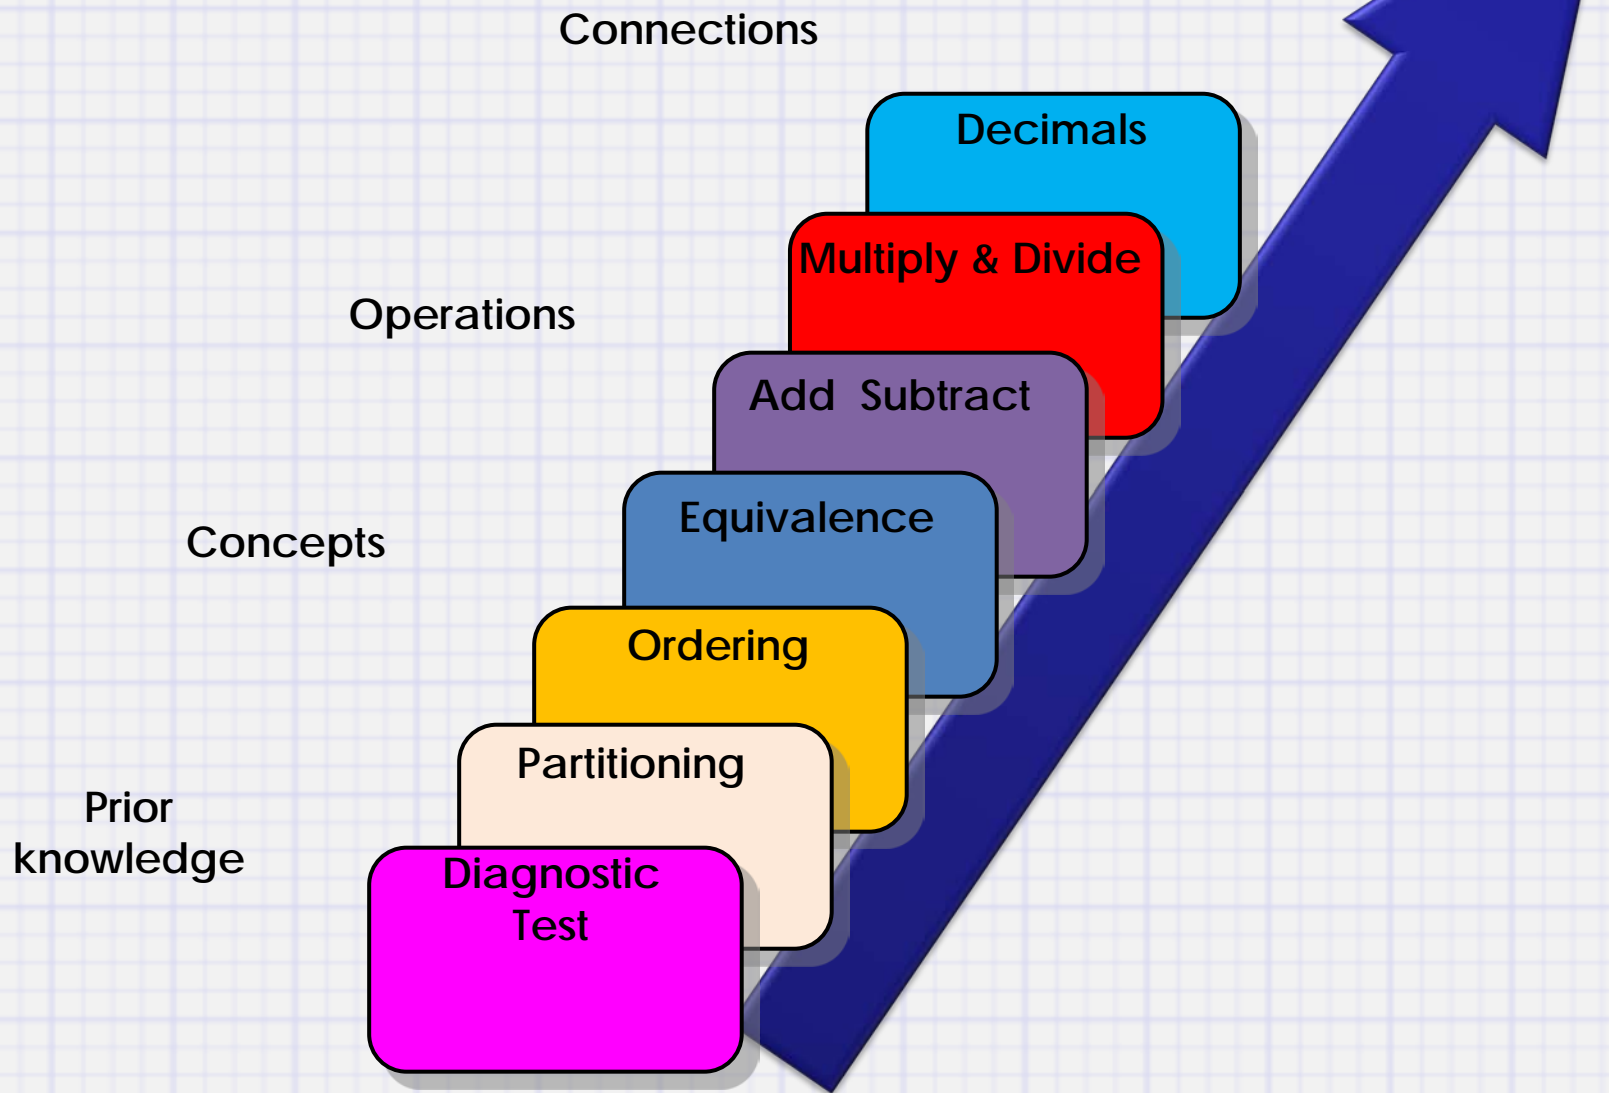 Connections
Decimals
Multiply & Divide
Operations
Add Subtract
Equivalence
Concepts
Ordering
Partitioning
Prior
knowledge
Diagnostic
Test